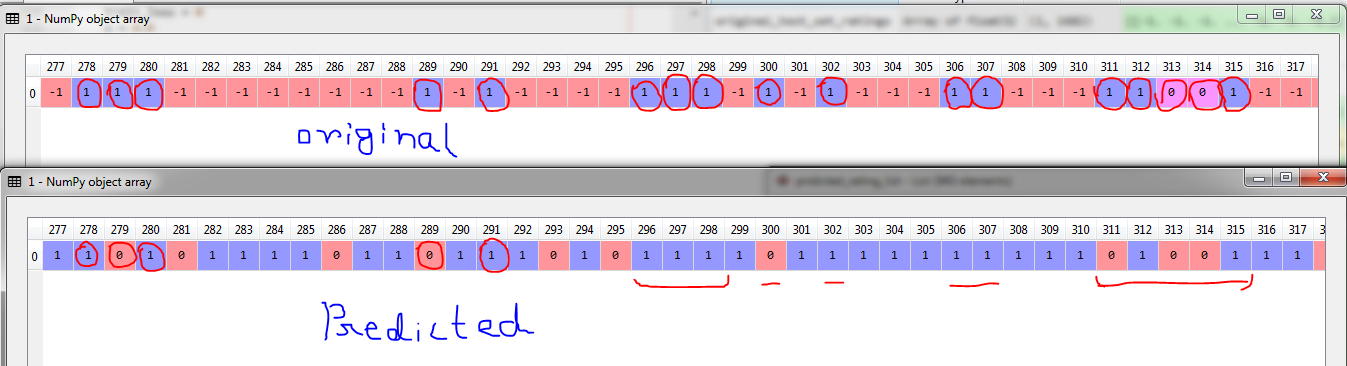 1 - NumPy object array
277 278 279 280 281 282 283 284 285 286 287 288 289 290 291 292 293 294 295 296 297 298 299 300 301 302 303 304 305 306 307 308 309 310 311 312 313 314 315 316 317
0 -1 1 1 1 -1 -1 -1 -1 -1 -1 -1 -1 1 -1 1 -1 -1 -1 -1 1 1 1 -1 1 -1 1 -1 -1 -1 1 1 -1 -1 -1 1 1 0 0 1 -1 -1
original
1 - NumPy object array
277 278 279 280 281 282 283 284 285 286 287 288 289 290 291 292 293 294 295 296 297 298 299 300 301 302 303 304 305 306 307 308 309 310 311 312 313 314 315 316 317 3
0 1 1 0 1 0 1 1 1 1 0 1 1 0 1 1 1 0 1 0 1 1 1 1 0 1 1 1 1 1 1 1 1 1 1 0 1 0 0 1 1 1
Predicted